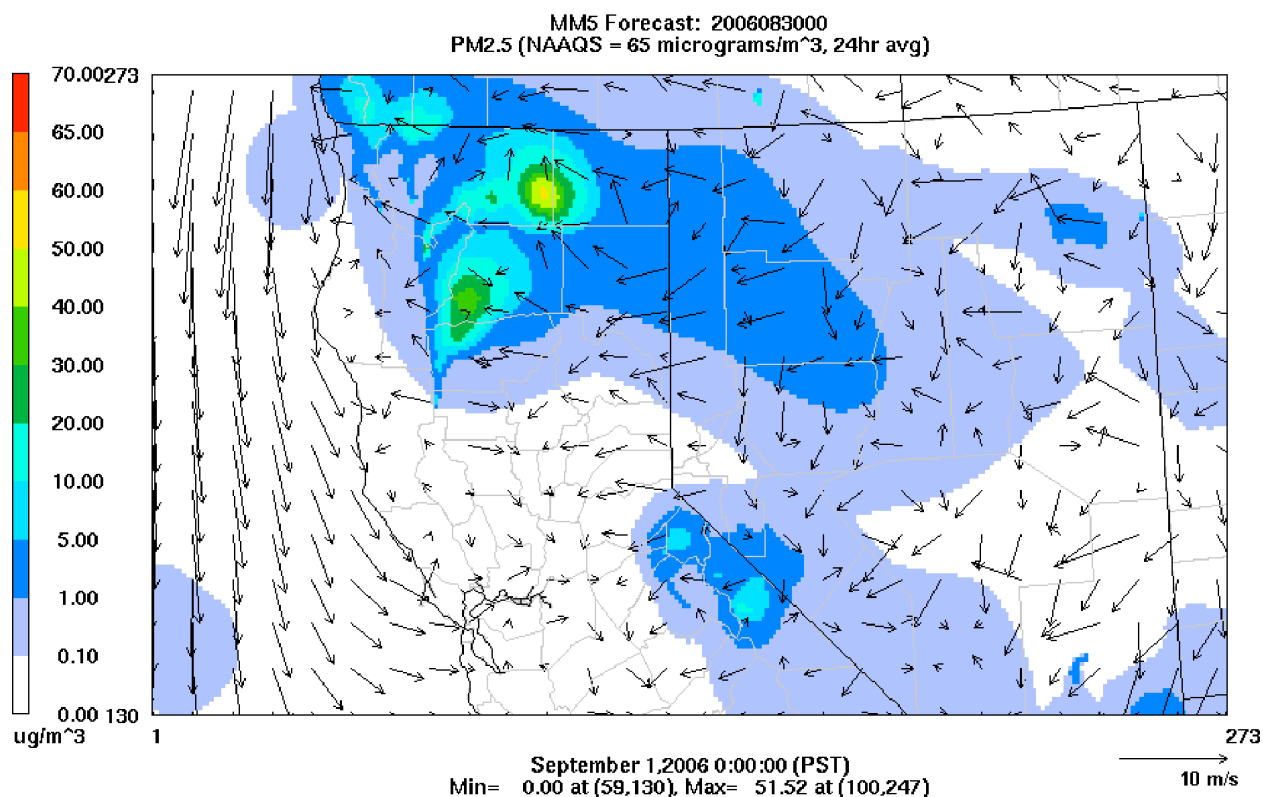 MM5 Forecast: 2006083000
PM2.5 (NAAQS = 65 micrograms/m^3, 24hr avg)
70.00
65.00
60.00
50.00
40.00
30.00
20.00
10.00
5.00
1.00
0.10
0.00
ug/m^3
273
130
1
273
September 1,2006 0:00:00 (PST)
Min= 0.00 at (59,130), Max= 51.52 at (100,247)
10 m/s